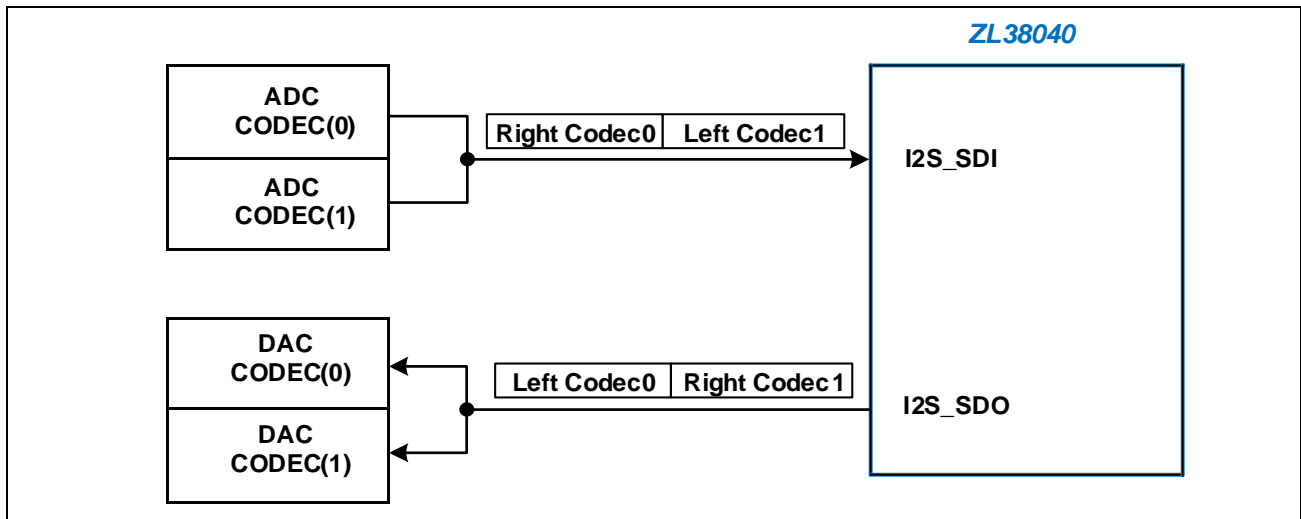 ZL38040
ADC
CODEC(0)
Right Codec0 Left Codec1
I2S_SDI
ADC
CODEC(1)
DAC
CODEC(0)
Left Codec0 Right Codec1
I2S_SDO
DAC
CODEC(1)